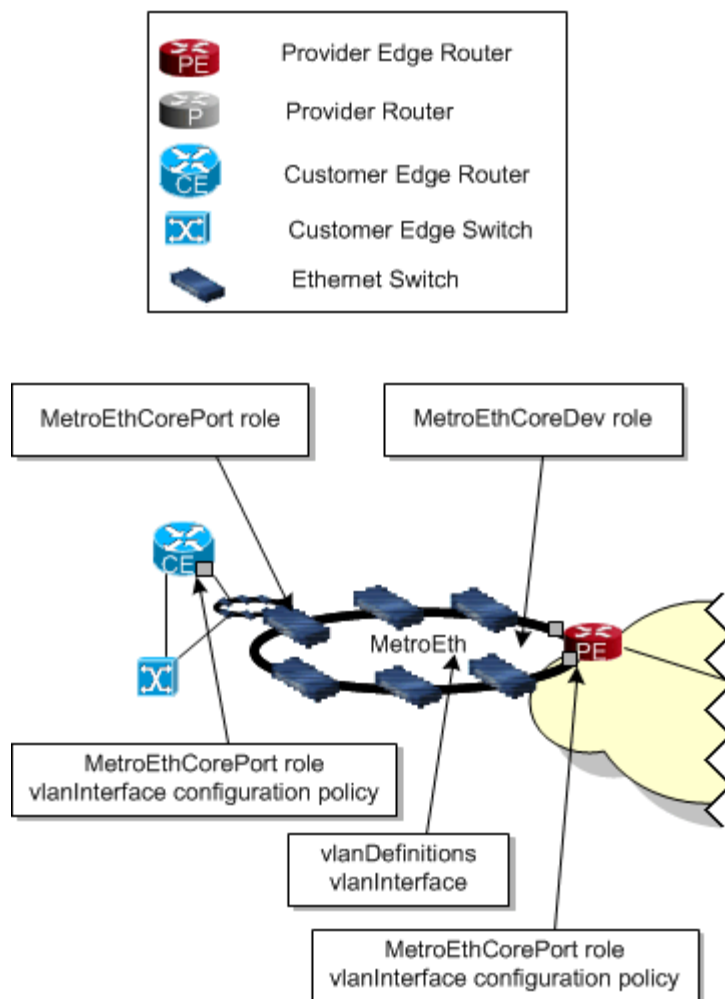 PE
Provider Edge Router
P
Provider Router
CE
Customer Edge Router
Customer Edge Switch
Ethernet Switch
MetroEthCorePort role
MetroEthCoreDev role
CE
MetroEth
PE
MetroEthCorePort role
vlanInterface configuration policy
vlanDefinitions
vlanInterface
MetroEthCorePort role
vlanInterface configuration policy